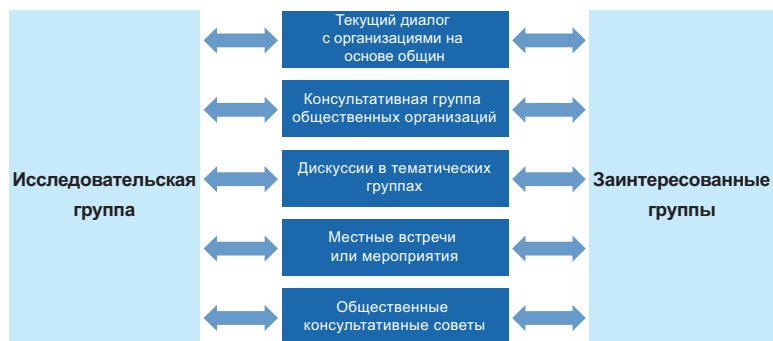 Исследовательская
группа
Текущий диалог
с организациями на
основе общин
Консультативная группа
общественных организаций
Дискуссии в тематических
группах
Местные встречи
или мероприятия
Общественные
консультативные советы
Заинтересованные
группы